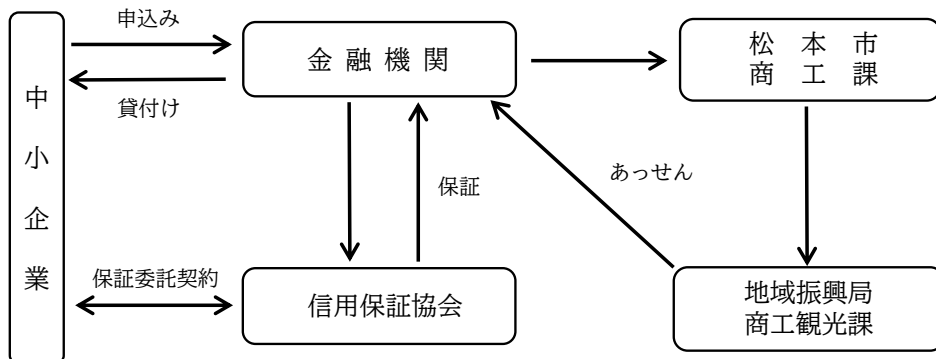 申込み
金融機関
松本市
商工課
貸付け
中小企業
保証
あっせん
保証委託契約
信用保証協会
地域振興局
商工観光課